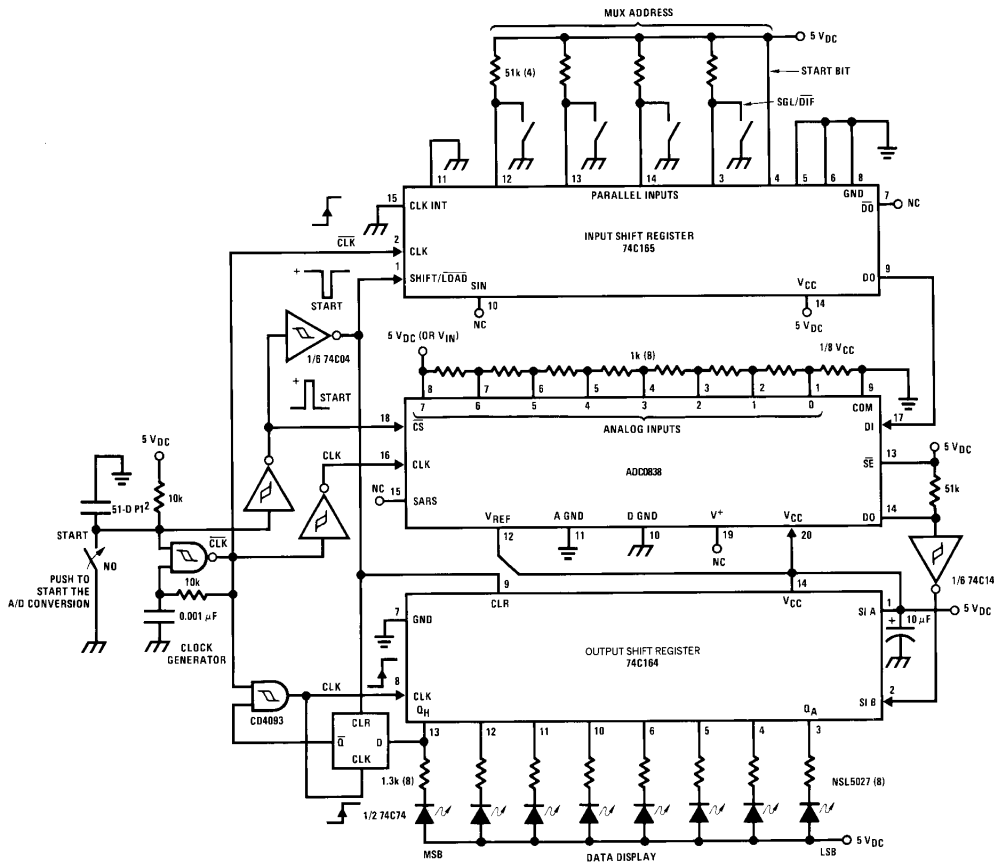 MUX ADDRESS
5 VDC
51k (4)
START BIT
SGL/D̅I̅F̅
11
12
13
14
3
4
5
6
8
PARALLEL INPUTS
GND
7
D̅O̅
NC
15
CLK INT
C̅L̅K̅
2
CLK
INPUT SHIFT REGISTER
74C165
1
SHIFT/L̅O̅A̅D̅
9
DO
+
START
SIN
10
NC
VCC
14
5 VDC
1/6 74C04
5 VDC (OR VIN)
1k (8)
1/8 VCC
START
8
7
6
5
4
3
2
1
9
7
6
5
4
3
2
1
0
COM
ANALOG INPUTS
18
C̅S̅
DI
17
5 VDC
CLK
16
CLK
ADC0838
S̅E̅
13
5 VDC
10k
51-D P1²
NC
15
SARS
51k
DO
14
START
C̅L̅K̅
VREF
A GND
D GND
V+
VCC
12
11
10
19
20
NC
NO
PUSH TO
START THE
A/D CONVERSION
10k
1/6 74C14
0.001 µF
CLOCK
GENERATOR
9
CLR
14
VCC
7
GND
SI A
1
5 VDC
+
10 µF
OUTPUT SHIFT REGISTER
74C164
CLK
8
CLK
SI B
2
CD4093
QH
QA
CLR
Q̅
D
CLK
13
12
11
10
6
5
4
3
1.3k (8)
NSL5027 (8)
1/2 74C74
5 VDC
MSB
DATA DISPLAY
LSB